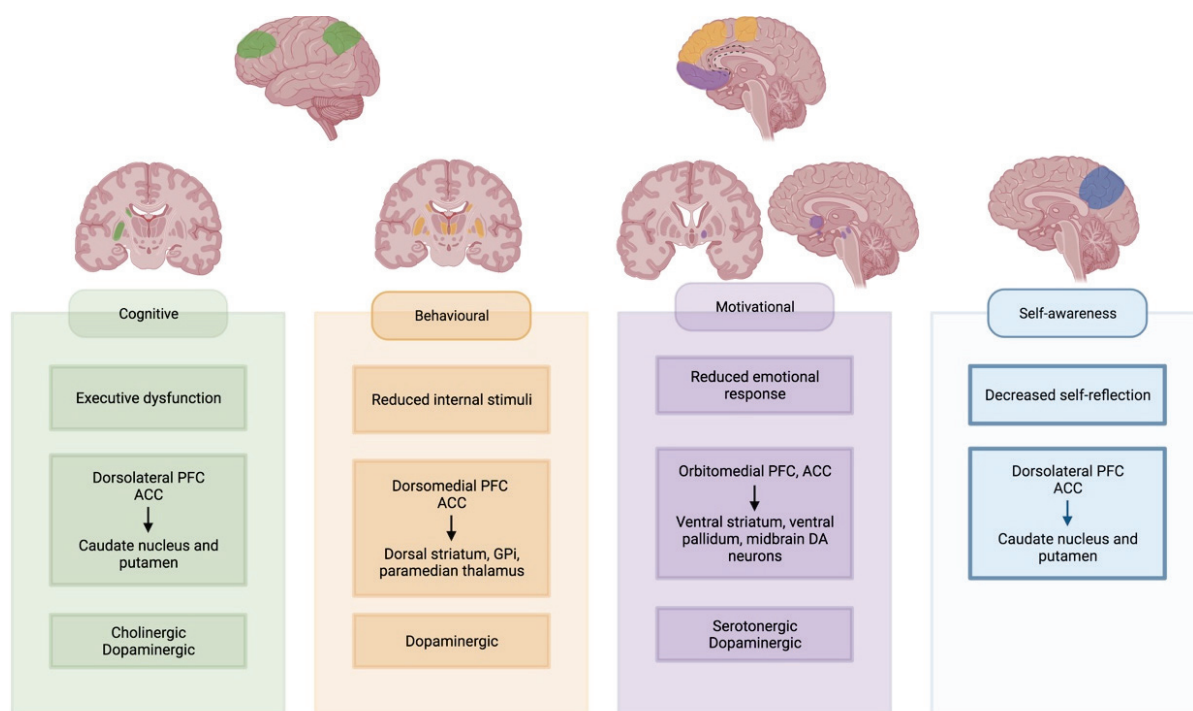 Cognitive
Executive dysfunction
Dorsolateral PFC
ACC
Caudate nucleus and
putamen
Cholinergic
Dopaminergic
Behavioural
Reduced internal stimuli
Dorsomedial PFC
ACC
Dorsal striatum, GPi,
paramedian thalamus
Dopaminergic
Motivational
Reduced emotional
response
Orbitomedial PFC, ACC
Ventral striatum, ventral
pallidum, midbrain DA
neurons
Serotonergic
Dopaminergic
Self-awareness
Decreased self-reflection
Dorsolateral PFC
ACC
Caudate nucleus and
putamen